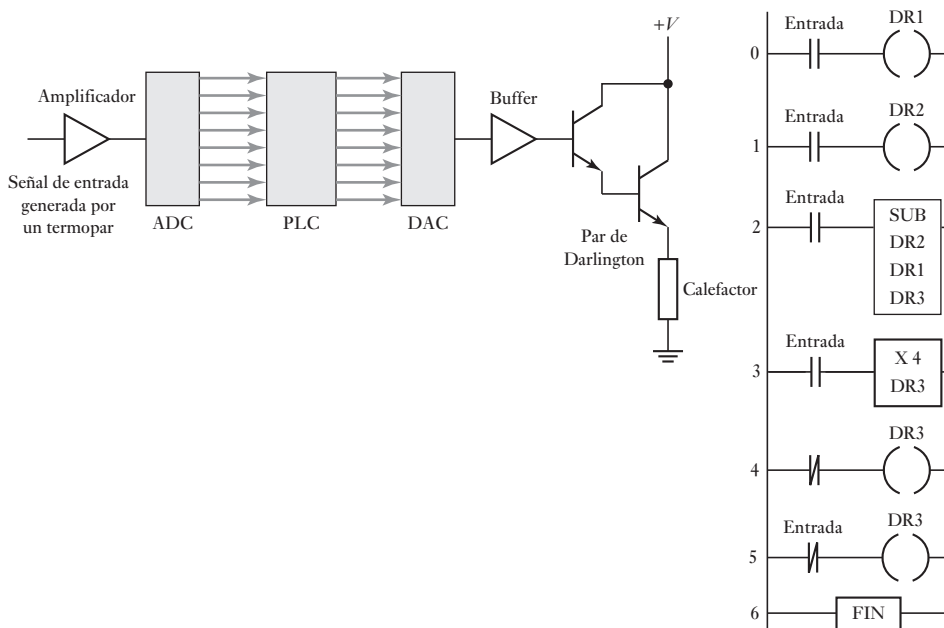 +V
Amplificador
Buffer
Señal de entrada
generada por
un termopar
ADC
PLC
DAC
Par de
Darlington
Calefactor
Entrada
DR1
0
Entrada
DR2
1
Entrada
2
SUB
DR2
DR1
DR3
Entrada
3
X 4
DR3
DR3
4
Entrada
DR3
5
6
FIN